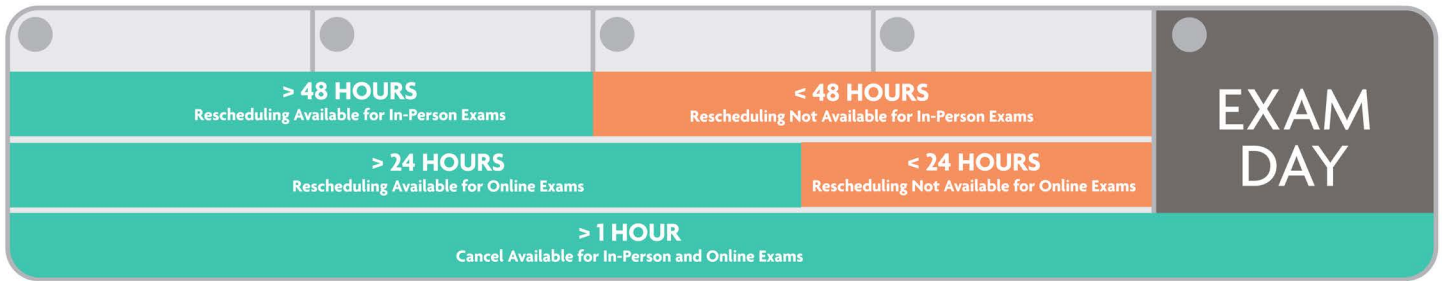 > 48 HOURS
Rescheduling Available for In-Person Exams
< 48 HOURS
Rescheduling Not Available for In-Person Exams
> 24 HOURS
Rescheduling Available for Online Exams
< 24 HOURS
Rescheduling Not Available for Online Exams
> 1 HOUR
Cancel Available for In-Person and Online Exams
EXAM
DAY